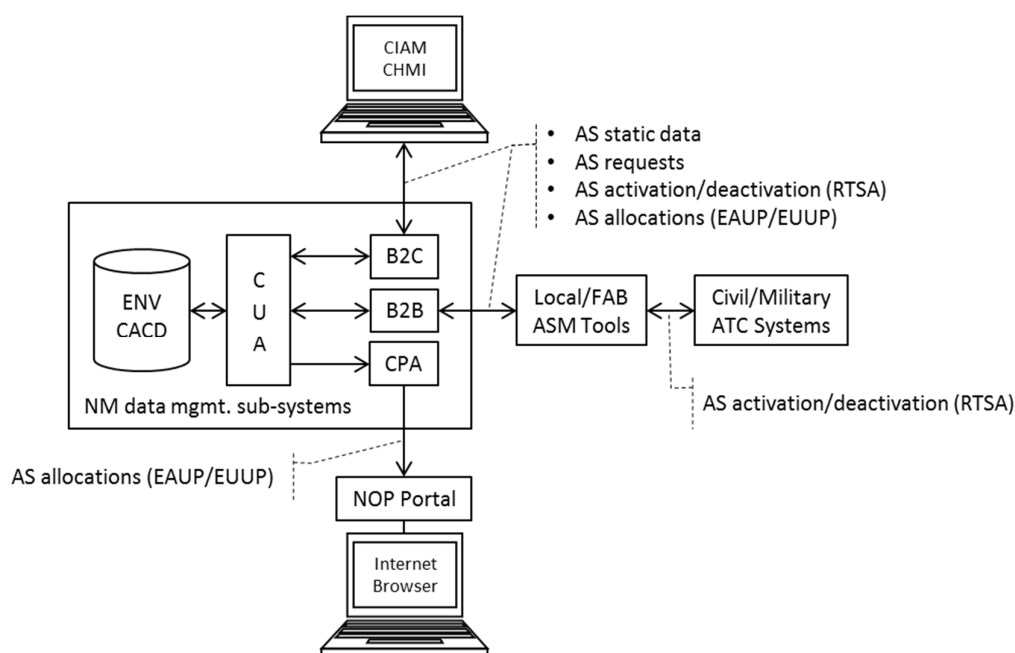 CIAM
CHMI
• AS static data
• AS requests
• AS activation/deactivation (RTSA)
• AS allocations (EAUP/EUUP)
ENV
CACD
C
U
A
B2C
B2B
CPA
NM data mgmt. sub-systems
Local/FAB
ASM Tools
Civil/Military
ATC Systems
AS activation/deactivation (RTSA)
AS allocations (EAUP/EUUP)
NOP Portal
Internet
Browser